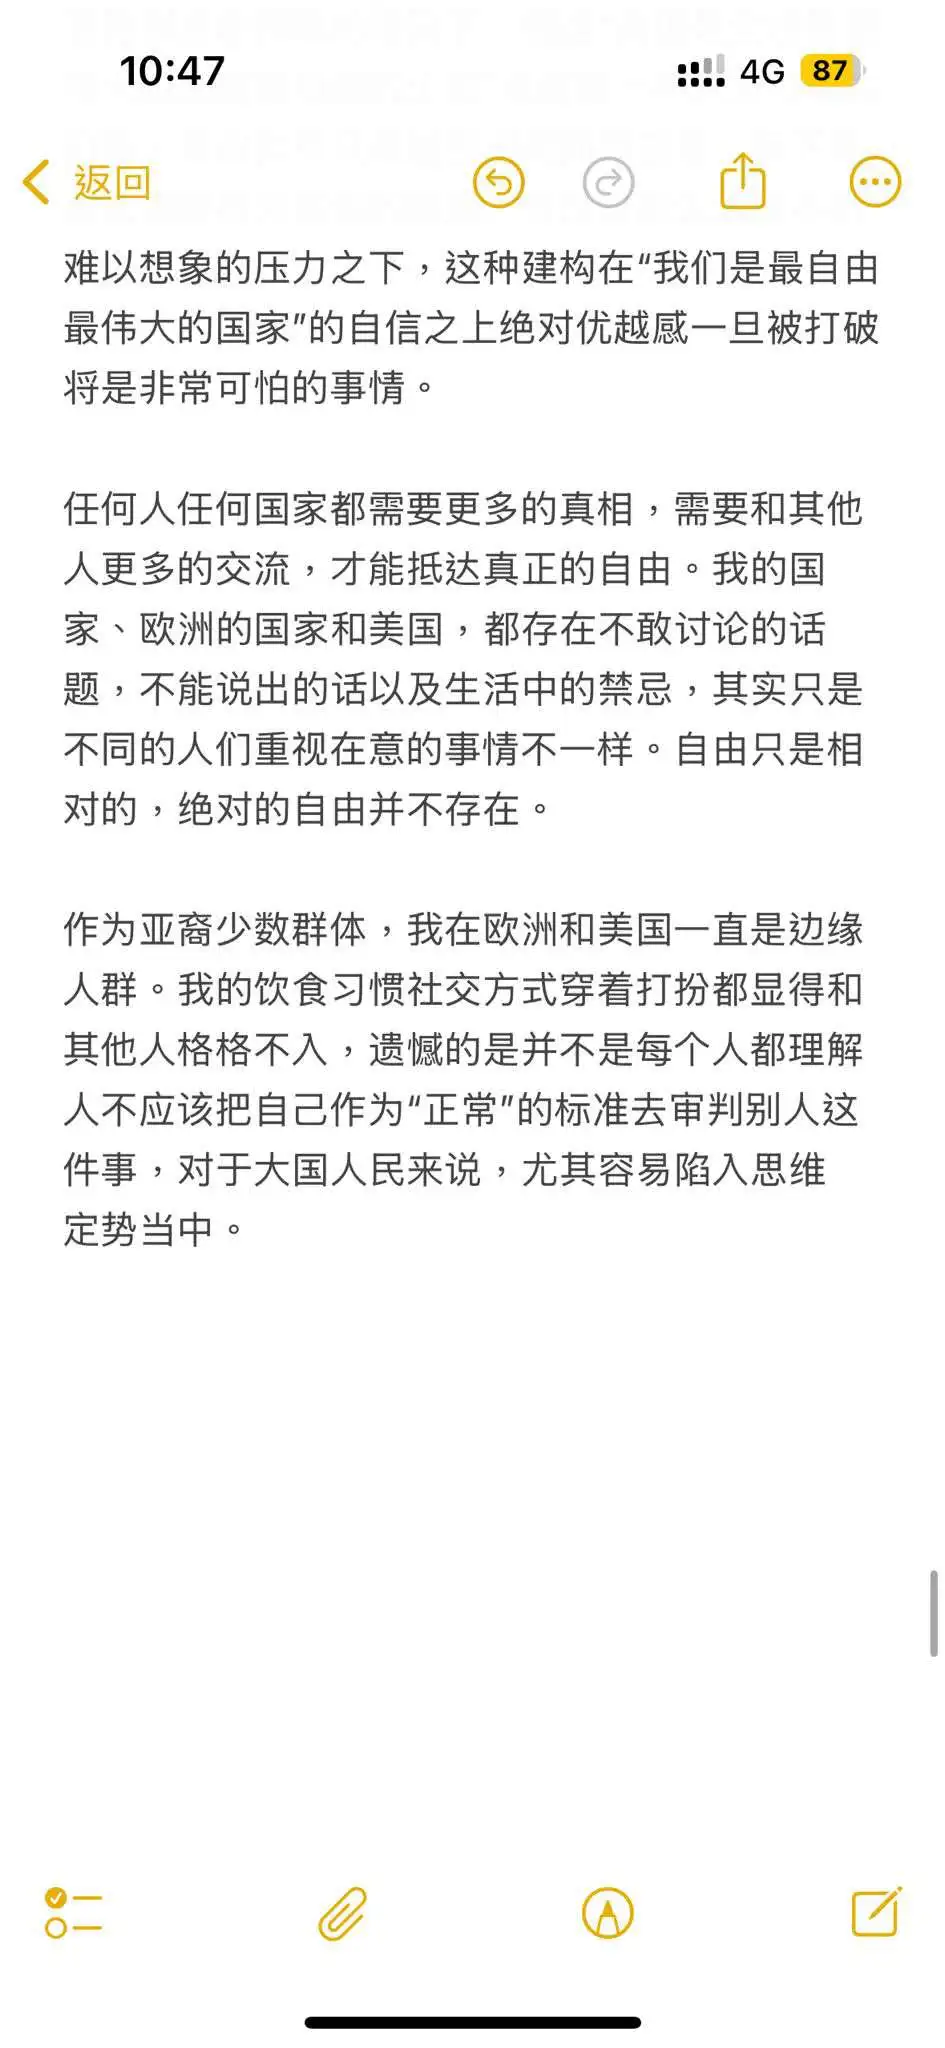 10:47
4G 87
返回
难以想象的压力之下，这种建构在“我们是最自由
最伟大的国家”的自信之上绝对优越感一旦被打破
将是非常可怕的事情。
任何人任何国家都需要更多的真相，需要和其他
人更多的交流，才能抵达真正的自由。我的国
家、欧洲的国家和美国，都存在不敢讨论的话
题，不能说出的话以及生活中的禁忌，其实只是
不同的人们重视在意的事情不一样。自由只是相
对的，绝对的自由并不存在。
作为亚裔少数群体，我在欧洲和美国一直是边缘
人群。我的饮食习惯社交方式穿着打扮都显得和
其他人格格不入，遗憾的是并不是每个人都理解
人不应该把自己作为“正常”的标准去审判别人这
件事，对于大国人民来说，尤其容易陷入思维
定势当中。